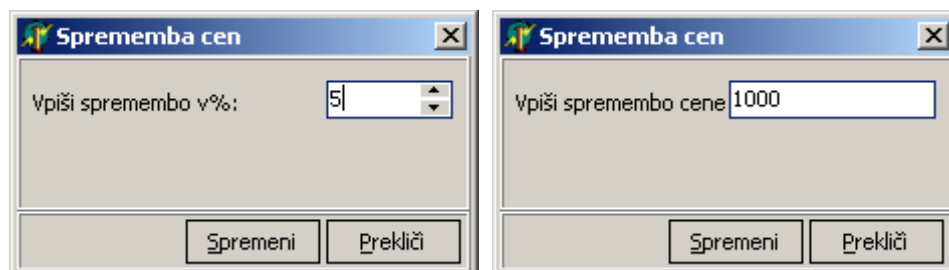 Sprememba cen
Vpiši spremembo v%:
5
Spremeni
Prekliči
Sprememba cen
Vpiši spremembo cene
1000
Spremeni
Prekliči